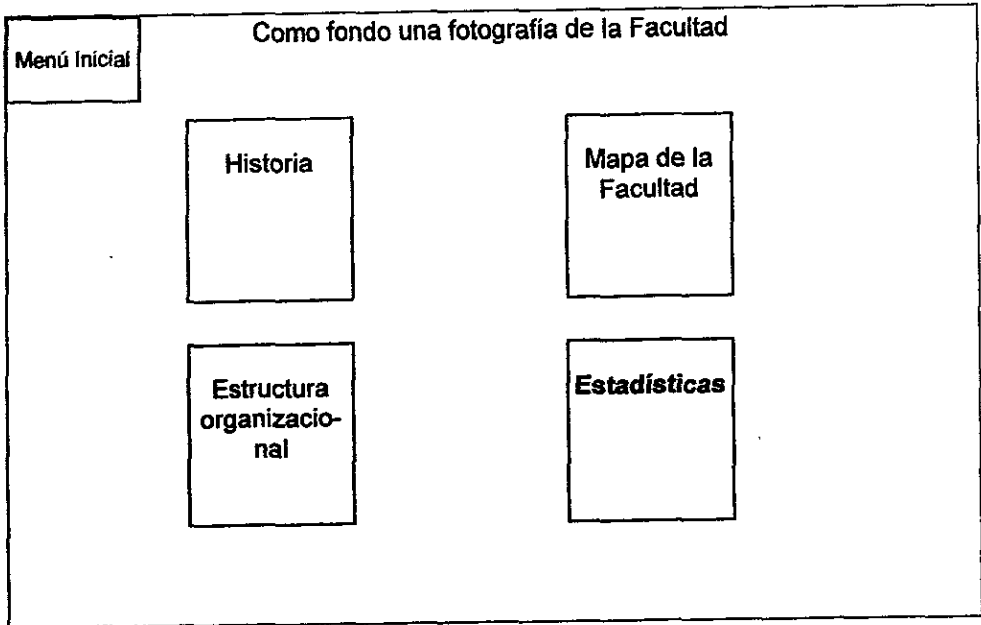 Como fondo una fotografía de la Facultad
Menú Inicial
Historia
Mapa de la
Facultad
Estructura
organizacio-
nal
Estadísticas